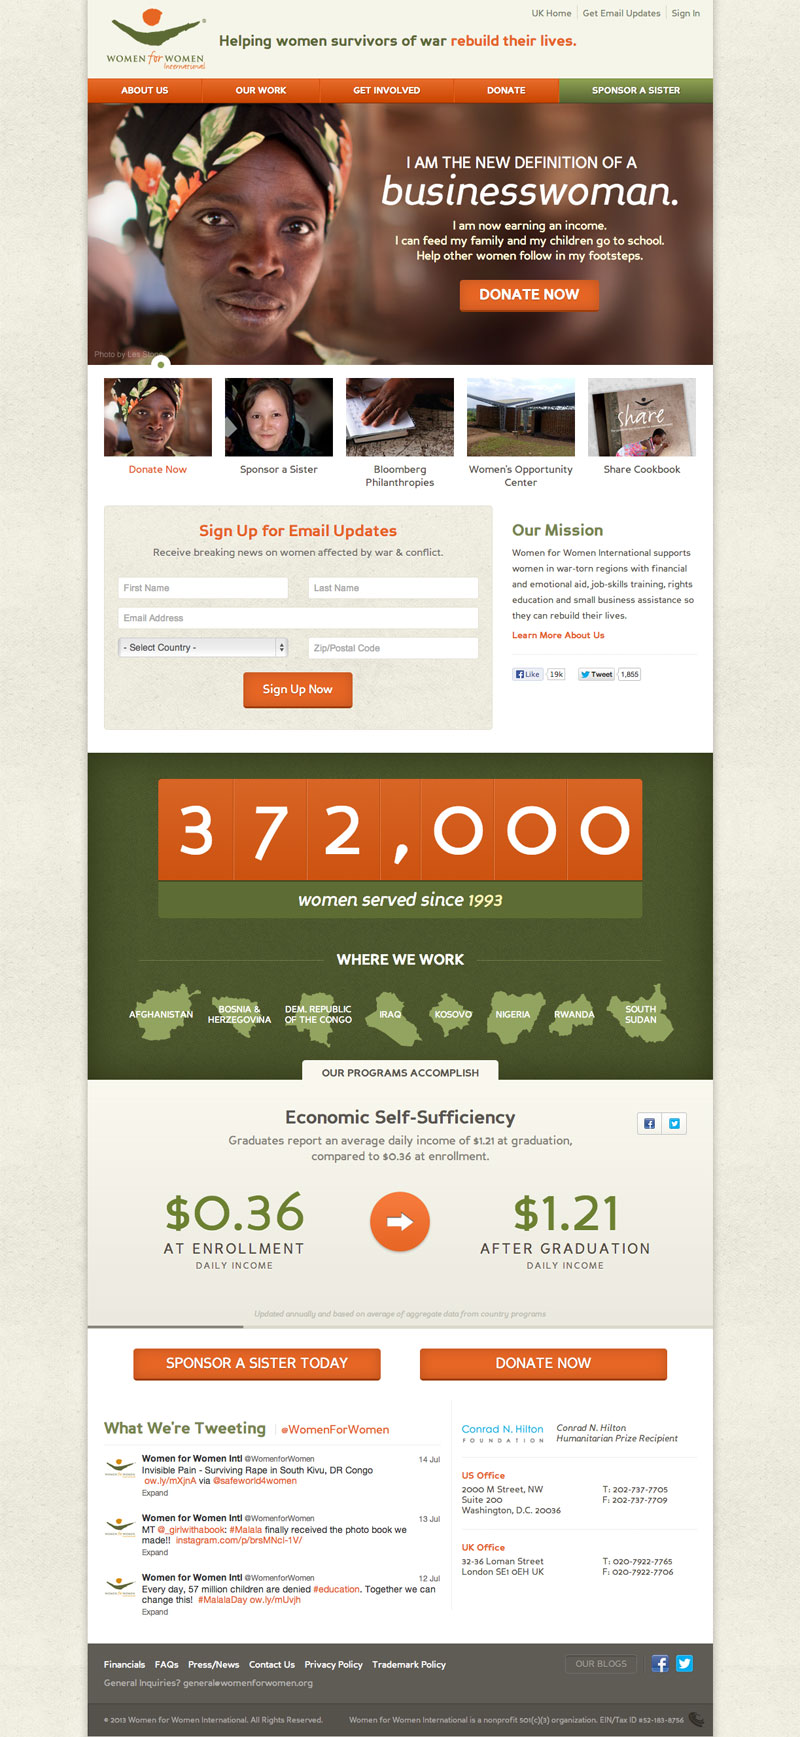 UK Home | Get Email Updates | Sign In
WOMEN for WOMEN
International
Helping women survivors of war rebuild their lives.
ABOUT US OUR WORK GET INVOLVED DONATE SPONSOR A SISTER
I AM THE NEW DEFINITION OF A
businesswoman.
I am now earning an income.
I can feed my family and my children go to school.
Help other women follow in my footsteps.
DONATE NOW
Photo by Les Stone
share
Donate Now
Sponsor a Sister
Bloomberg
Philanthropies
Women's Opportunity
Center
Share Cookbook
Sign Up for Email Updates
Receive breaking news on women affected by war & conflict.
First Name
Last Name
Email Address
- Select Country -
Zip/Postal Code
Sign Up Now
Our Mission
Women for Women International supports
women in war-torn regions with financial
and emotional aid, job-skills training, rights
education and small business assistance so
they can rebuild their lives.
Learn More About Us
Like 19k Tweet 1,855
372,000
women served since 1993
WHERE WE WORK
AFGHANISTAN
BOSNIA &
HERZEGOVINA
DEM. REPUBLIC
OF THE CONGO
IRAQ
KOSOVO
NIGERIA
RWANDA
SOUTH
SUDAN
OUR PROGRAMS ACCOMPLISH
Economic Self-Sufficiency
Graduates report an average daily income of $1.21 at graduation,
compared to $0.36 at enrollment.
$0.36
AT ENROLLMENT
DAILY INCOME
$1.21
AFTER GRADUATION
DAILY INCOME
Updated annually and based on average of aggregate data from country programs
SPONSOR A SISTER TODAY
DONATE NOW
What We're Tweeting | @WomenForWomen
Women for Women Intl @WomenforWomen 14 Jul
Invisible Pain - Surviving Rape in South Kivu, DR Congo
ow.ly/mXjnA via @safeworld4women
Expand
Women for Women Intl @WomenforWomen 13 Jul
MT @_girlwithabook: #Malala finally received the photo book we
made!! instagram.com/p/brsMNcI-1V/
Expand
Women for Women Intl @WomenforWomen 12 Jul
Every day, 57 million children are denied #education. Together we can
change this! #MalalaDay ow.ly/mUvjh
Expand
Conrad N. Hilton
FOUNDATION
Conrad N. Hilton
Humanitarian Prize Recipient
US Office
2000 M Street, NW
Suite 200
Washington, D.C. 20036
T: 202-737-7705
F: 202-737-7709
UK Office
32-36 Loman Street
London SE1 0EH UK
T: 020-7922-7765
F: 020-7922-7706
Financials FAQs Press/News Contact Us Privacy Policy Trademark Policy
General Inquiries? general@womenforwomen.org
OUR BLOGS
© 2013 Women for Women International. All Rights Reserved.
Women for Women International is a nonprofit 501(c)(3) organization. EIN/Tax ID #52-183-8756